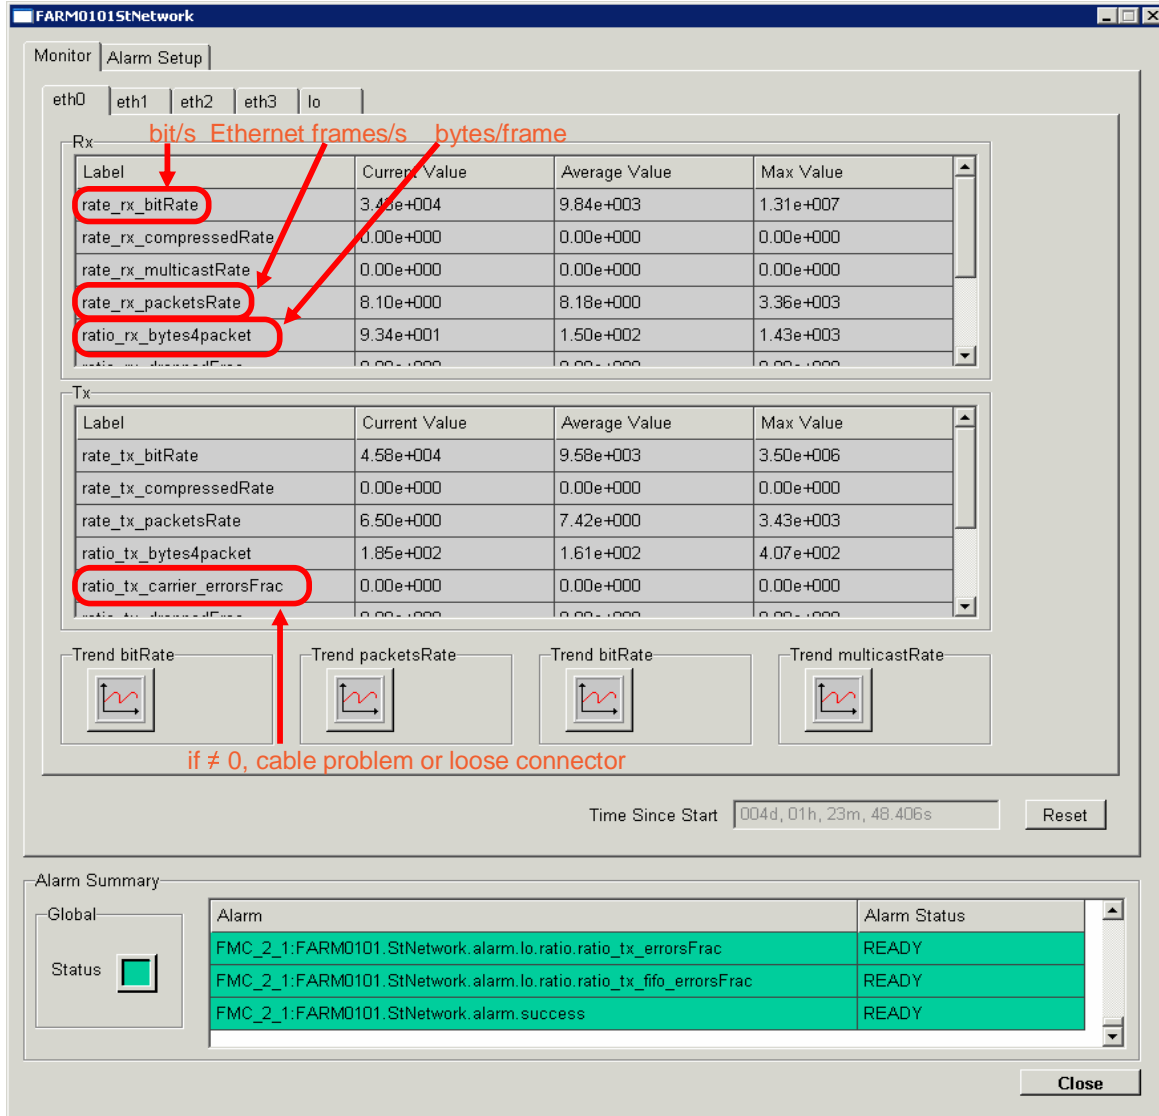 FARM0101StNetwork
Monitor Alarm Setup
eth0 eth1 eth2 eth3 lo
bit/s Ethernet frames/s bytes/frame
Rx
Label Current Value Average Value Max Value
rate_rx_bitRate 9.84e+003 1.31e+007
rate_rx_compressedRate 0.00e+000 0.00e+000 0.00e+000
rate_rx_multicastRate 0.00e+000 0.00e+000 0.00e+000
rate_rx_packetsRate 8.10e+000 8.18e+000 3.36e+003
ratio_rx_bytes4packet 9.34e+001 1.50e+002 1.43e+003
Tx
Label Current Value Average Value Max Value
rate_tx_bitRate 4.58e+004 9.58e+003 3.50e+006
rate_tx_compressedRate 0.00e+000 0.00e+000 0.00e+000
rate_tx_packetsRate 6.50e+000 7.42e+000 3.43e+003
ratio_tx_bytes4packet 1.85e+002 1.61e+002 4.07e+002
ratio_tx_carrier_errorsFrac 0.00e+000 0.00e+000 0.00e+000
Trend bitRate Trend packetsRate Trend bitRate Trend multicastRate
if ≠ 0, cable problem or loose connector
Time Since Start 004d, 01h, 23m, 48.406s Reset
Alarm Summary
Global
Status
Alarm Alarm Status
FMC_2_1:FARM0101.StNetwork.alarm.lo.ratio.ratio_tx_errorsFrac READY
FMC_2_1:FARM0101.StNetwork.alarm.lo.ratio.ratio_tx_fifo_errorsFrac READY
FMC_2_1:FARM0101.StNetwork.alarm.success READY
Close